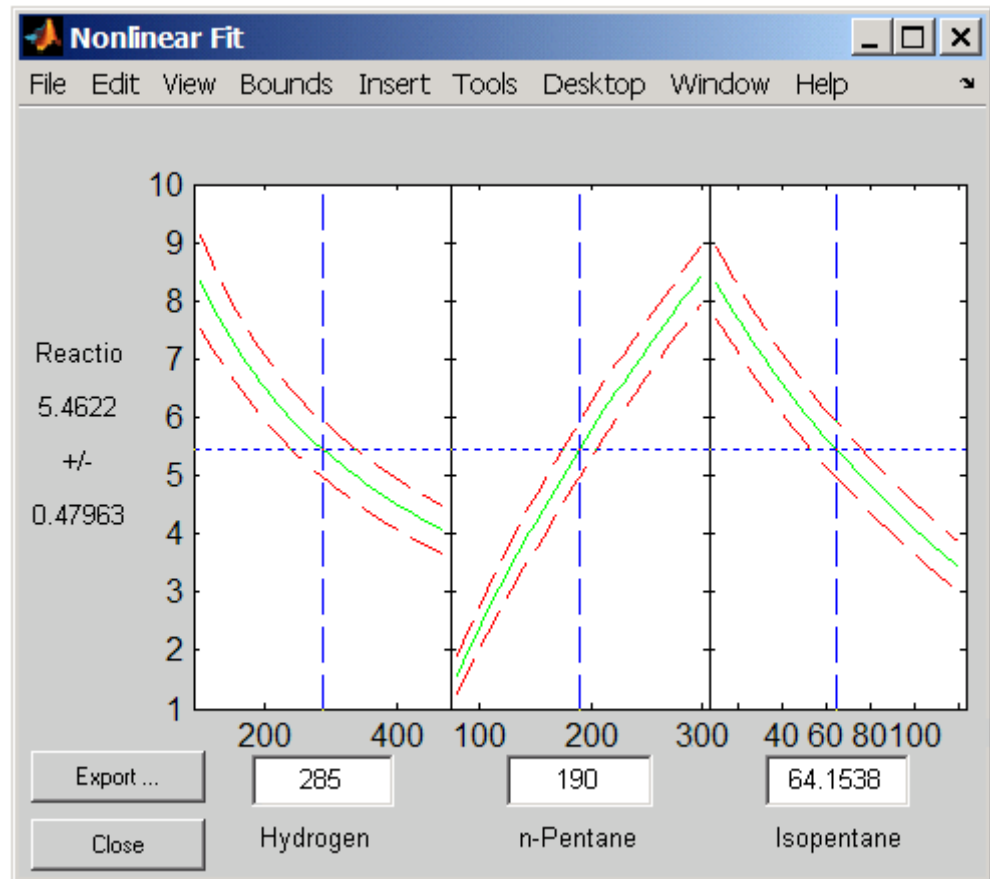 Nonlinear Fit
File Edit View Bounds Insert Tools Desktop Window Help
10
9
8
7
6
5
4
3
2
1
Reactio
5.4622
+/-
0.47963
200 400 100 200 300 40 60 80 100
Export ...
285 190 64.1538
Close
Hydrogen n-Pentane Isopentane